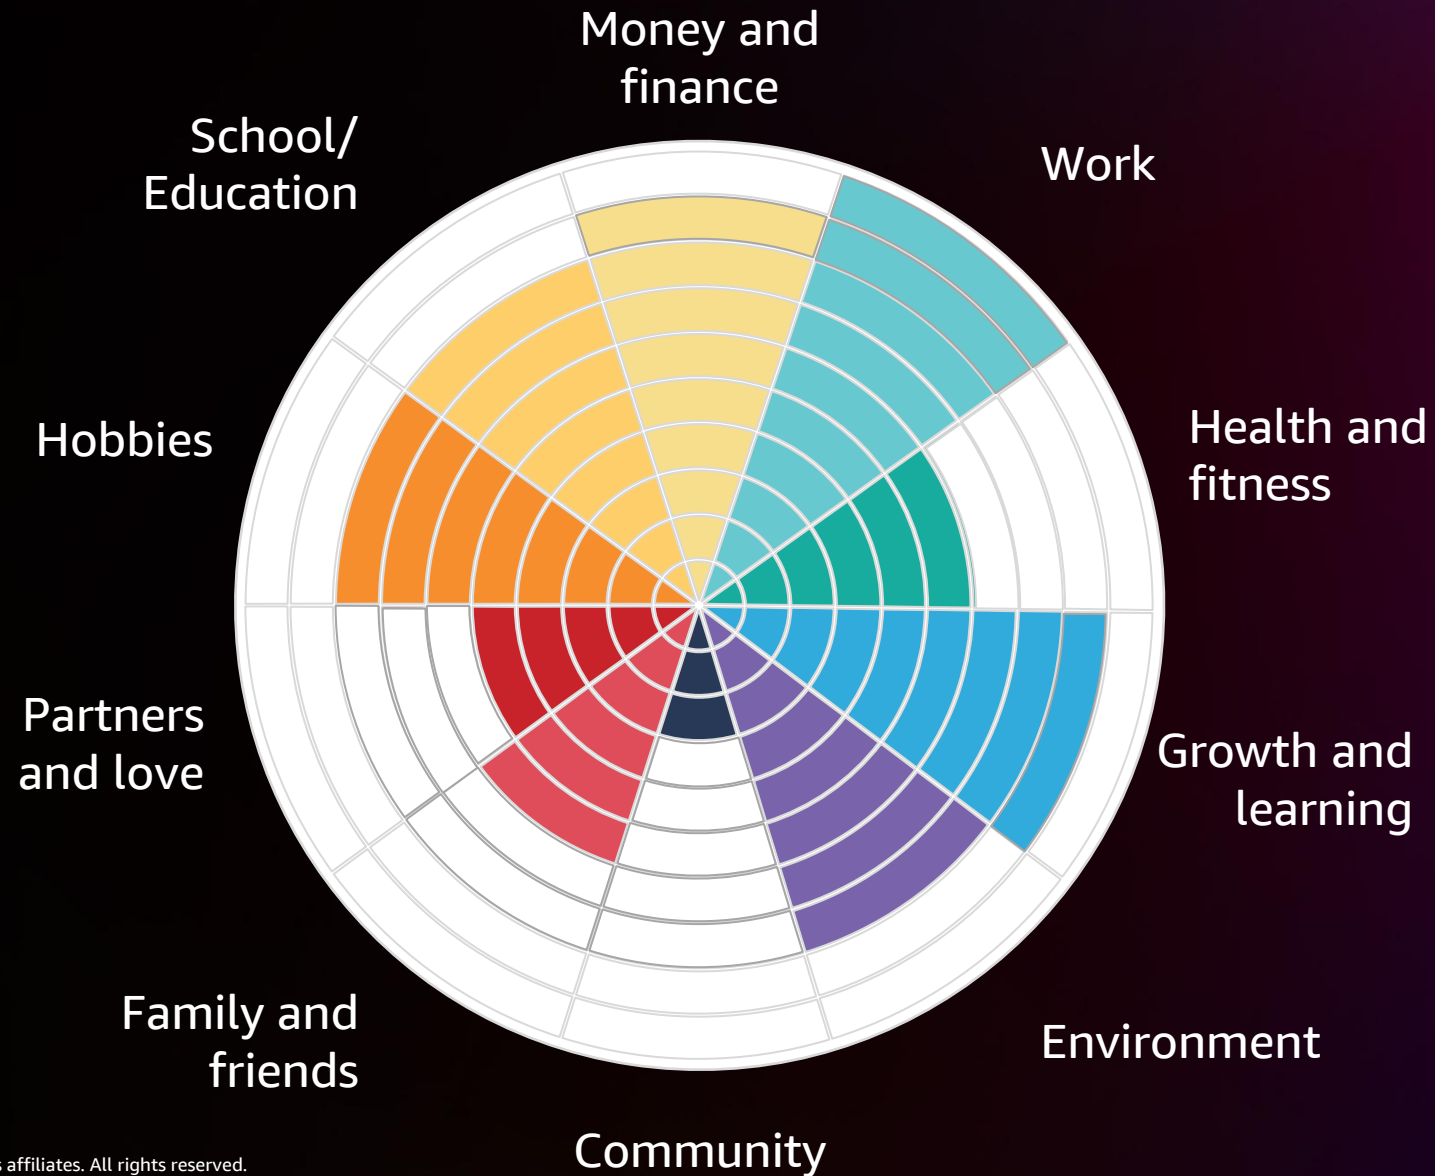 Money and
finance
Work
School/
Education
Hobbies
Health and
fitness
Partners
and love
Growth and
learning
Family and
friends
Environment
Community
affiliates. All rights reserved.